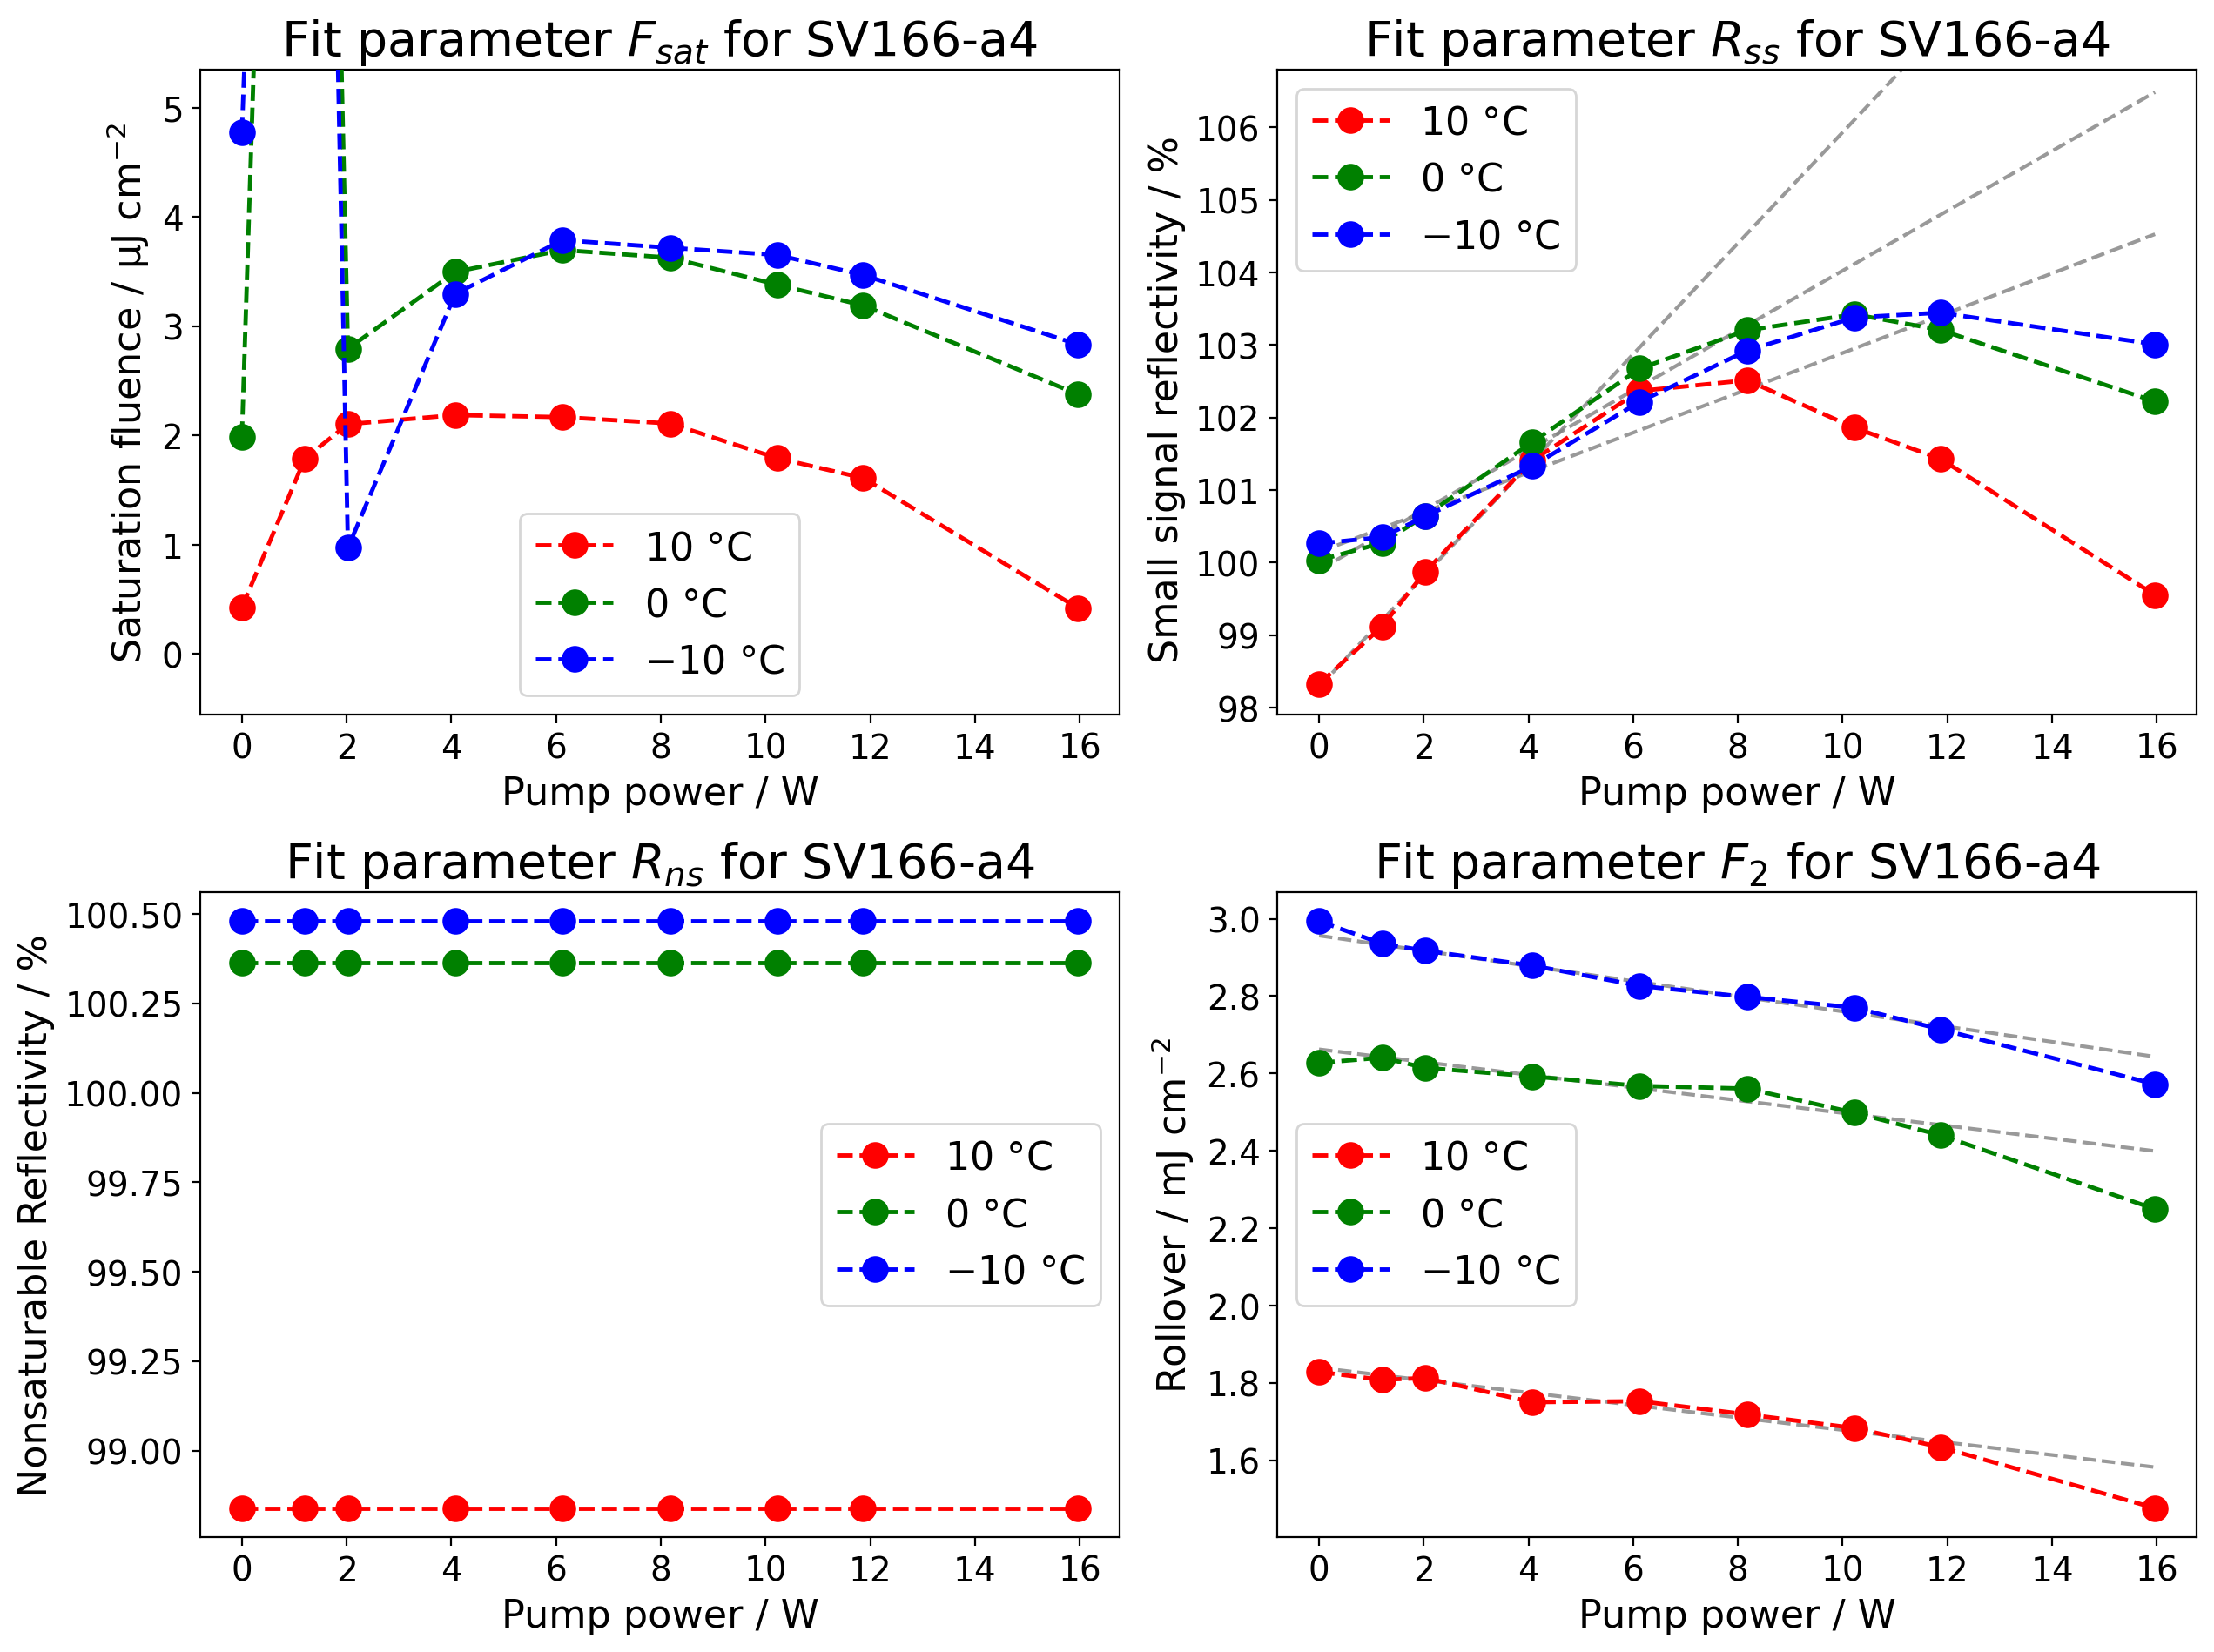 Fit parameter F_sat for SV166-a4
Saturation fluence / µJ cm⁻²
5
4
3
2
1
0
10 °C
0 °C
−10 °C
0 2 4 6 8 10 12 14 16
Pump power / W
Fit parameter R_ss for SV166-a4
Small signal reflectivity / %
106
105
104
103
102
101
100
99
98
10 °C
0 °C
−10 °C
0 2 4 6 8 10 12 14 16
Pump power / W
Fit parameter R_ns for SV166-a4
Nonsaturable Reflectivity / %
100.50
100.25
100.00
99.75
99.50
99.25
99.00
10 °C
0 °C
−10 °C
0 2 4 6 8 10 12 14 16
Pump power / W
Fit parameter F₂ for SV166-a4
Rollover / mJ cm⁻²
3.0
2.8
2.6
2.4
2.2
2.0
1.8
1.6
10 °C
0 °C
−10 °C
0 2 4 6 8 10 12 14 16
Pump power / W